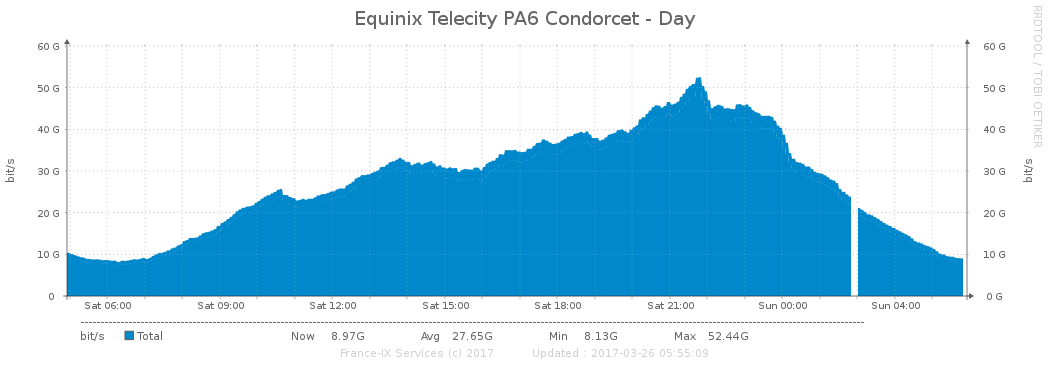 Equinix Telecity PA6 Condorcet - Day
RRDTOOL / TOBI OETIKER
60 G 60 G
50 G 50 G
40 G 40 G
30 G 30 G
20 G 20 G
10 G 10 G
0 0 G
bit/s
bit/s
Sat 06:00 Sat 09:00 Sat 12:00 Sat 15:00 Sat 18:00 Sat 21:00 Sun 00:00 Sun 04:00
bit/s Total Now 8.97G Avg 27.65G Min 8.13G Max 52.44G
France-IX Services (c) 2017 Updated : 2017-03-26 05:55:09